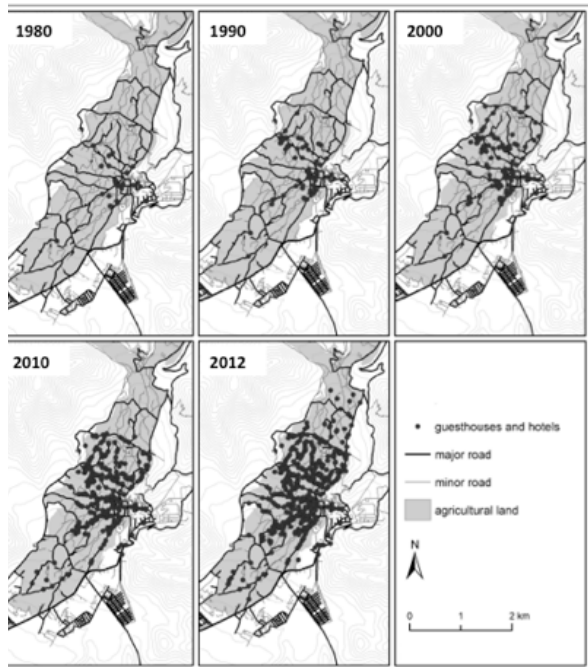 1980
1990
2000
2010
2012
guesthouses and hotels
major road
minor road
agricultural land
N
0 1 2 km